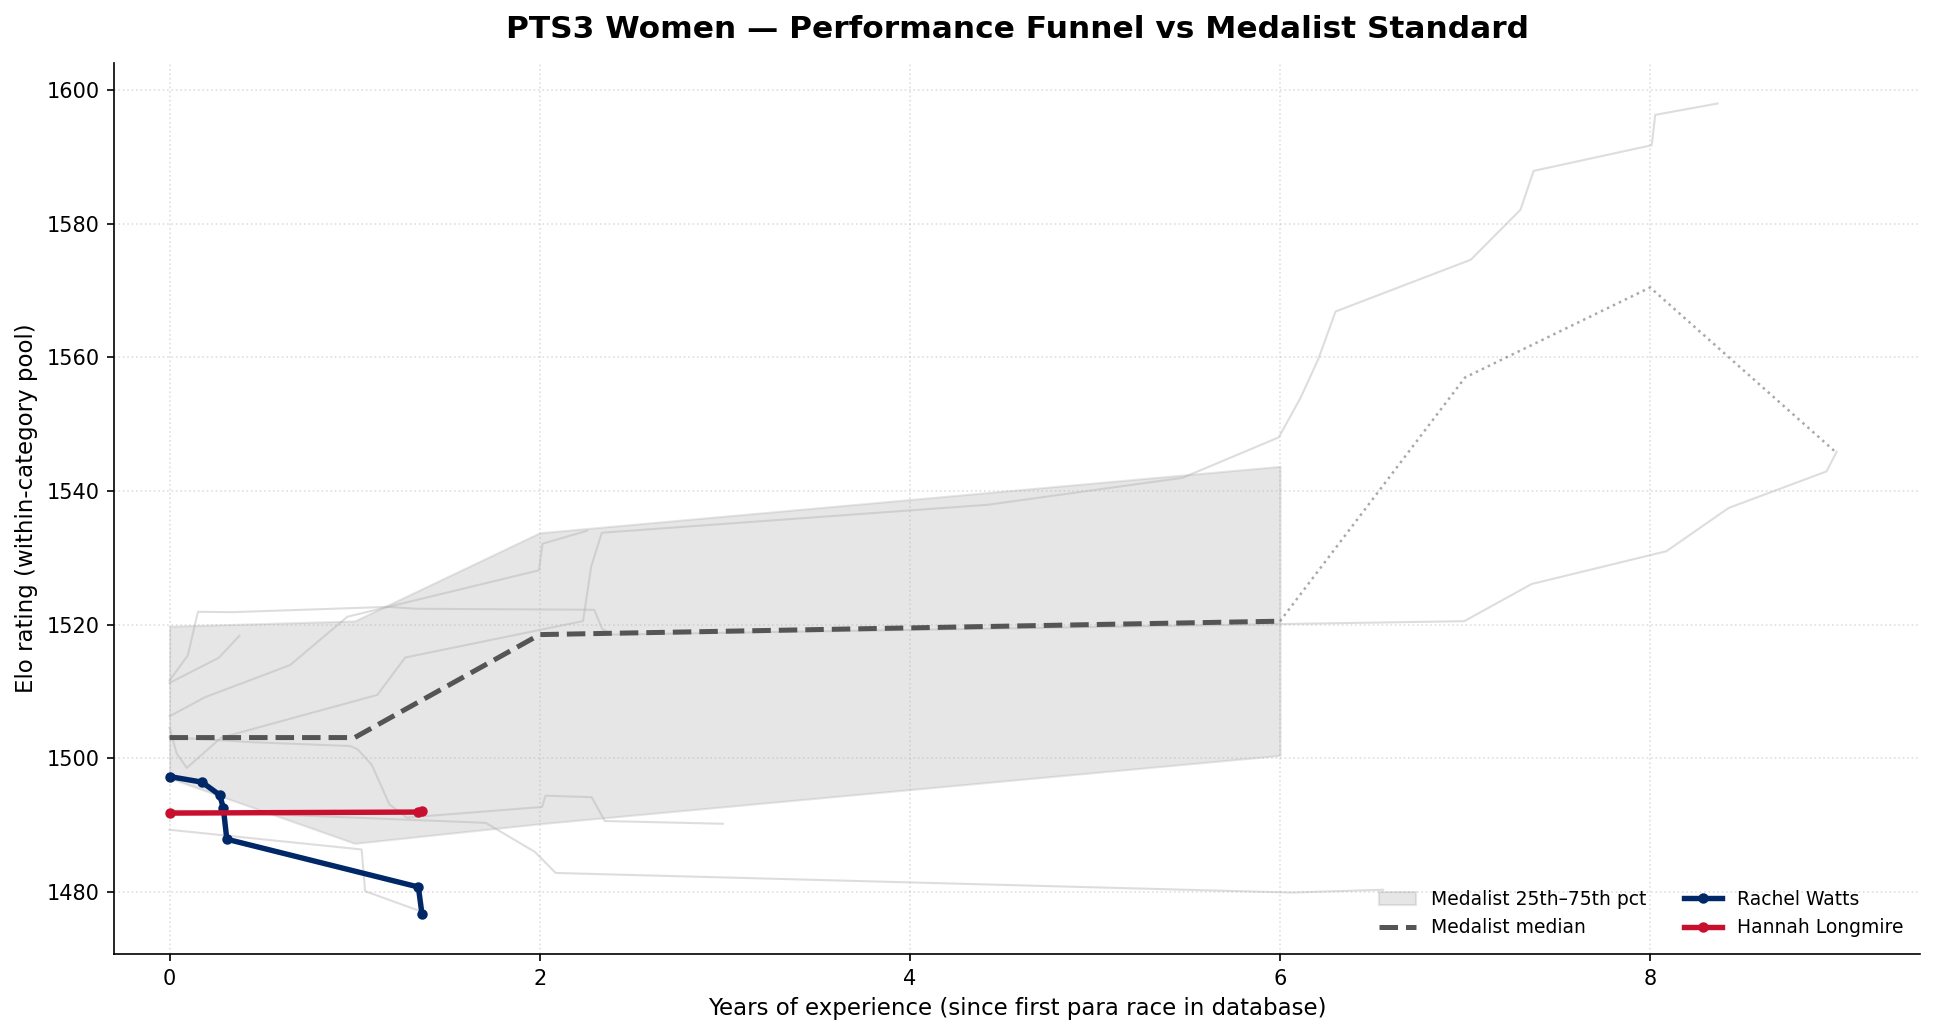 PTS3 Women — Performance Funnel vs Medalist Standard
Elo rating (within-category pool)
1600
1580
1560
1540
1520
1500
1480
0
2
4
6
8
Years of experience (since first para race in database)
Medalist 25th–75th pct
Medalist median
Rachel Watts
Hannah Longmire